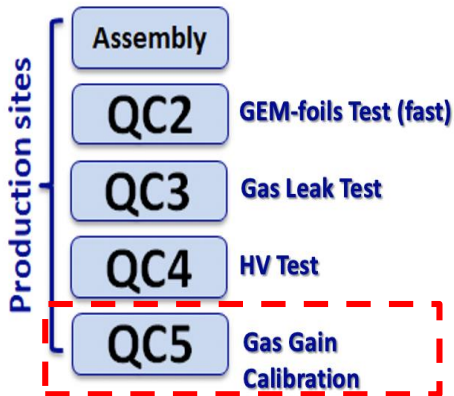 Production sites
Assembly
QC2
GEM-foils Test (fast)
QC3
Gas Leak Test
QC4
HV Test
QC5
Gas Gain
Calibration